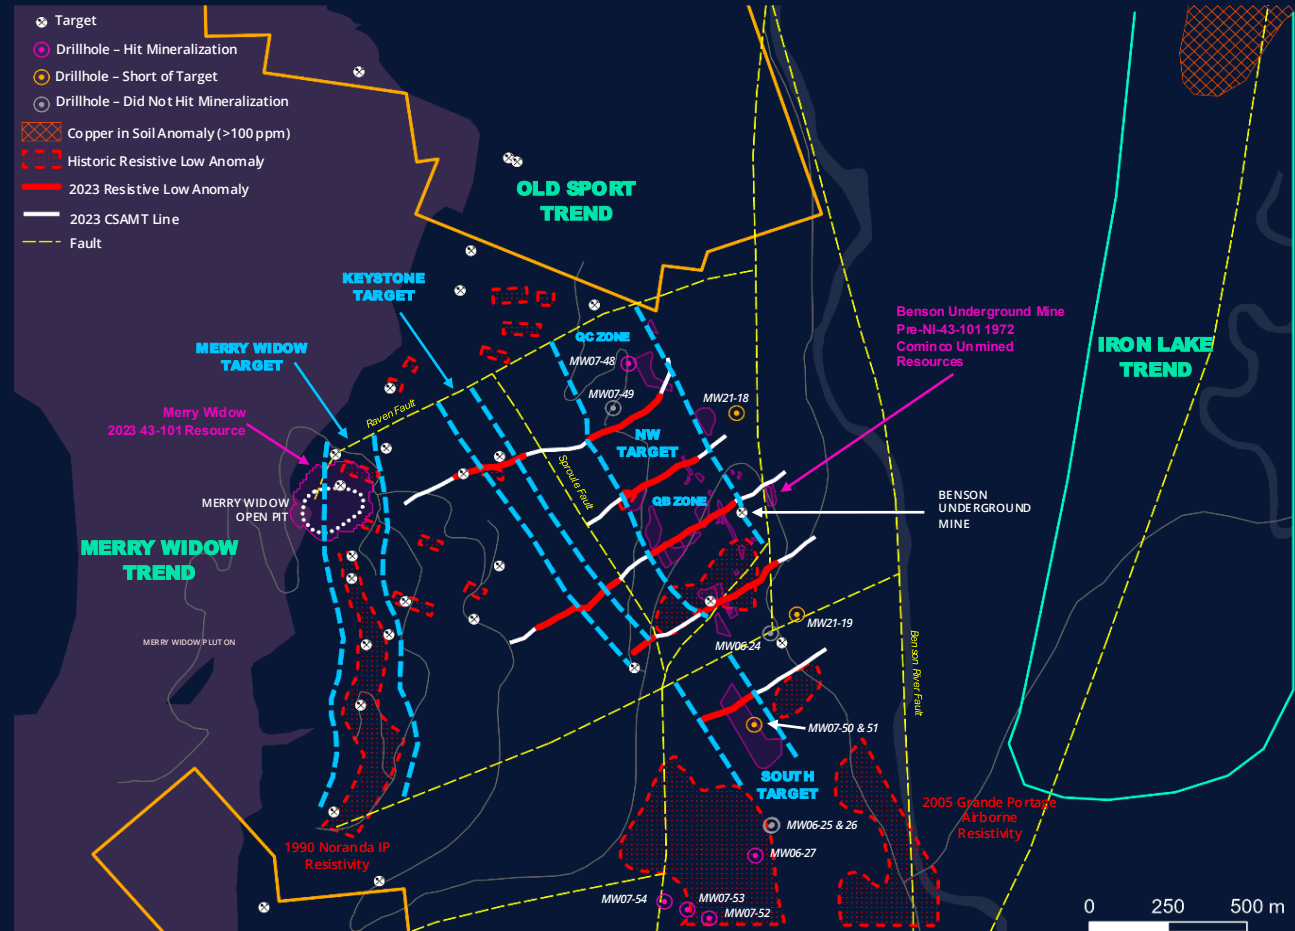 Target
Drillhole – Hit Mineralization
Drillhole – Short of Target
Drillhole – Did Not Hit Mineralization
Copper in Soil Anomaly (>100 ppm)
Historic Resistive Low Anomaly
2023 Resistive Low Anomaly
2023 CSAMT Line
Fault
OLD SPORT
TREND
KEYSTONE
TARGET
MERRY WIDOW
TARGET
Merry Widow
2023 43-101 Resource
Raven Fault
QC ZONE
MW07-48
MW07-49
MW21-18
NW
TARGET
Sproule Fault
QB ZONE
Benson Underground Mine
Pre-NI-43-101 1972
Cominco Unmined
Resources
IRON LAKE
TREND
MERRY WIDOW
OPEN PIT
BENSON
UNDERGROUND
MINE
MERRY WIDOW
TREND
MERRY WIDOW PLUTON
MW21-19
MW06-24
Benson River Fault
MW07-50 & 51
SOUTH
TARGET
2005 Grande Portage
Airborne
Resistivity
MW06-25 & 26
1990 Noranda IP
Resistivity
MW06-27
MW07-54
MW07-53
MW07-52
0 250 500 m